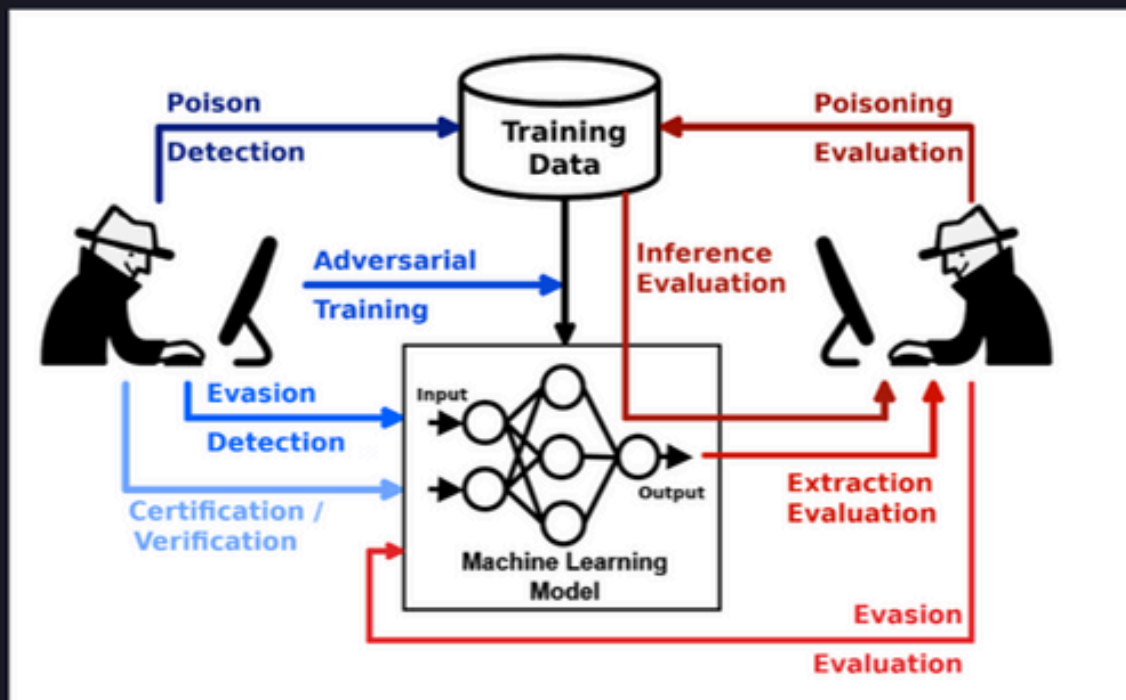 Poison
Detection
Training
Data
Poisoning
Evaluation
Adversarial
Training
Inference
Evaluation
Evasion
Detection
Certification /
Verification
Input
Output
Machine Learning
Model
Extraction
Evaluation
Evasion
Evaluation